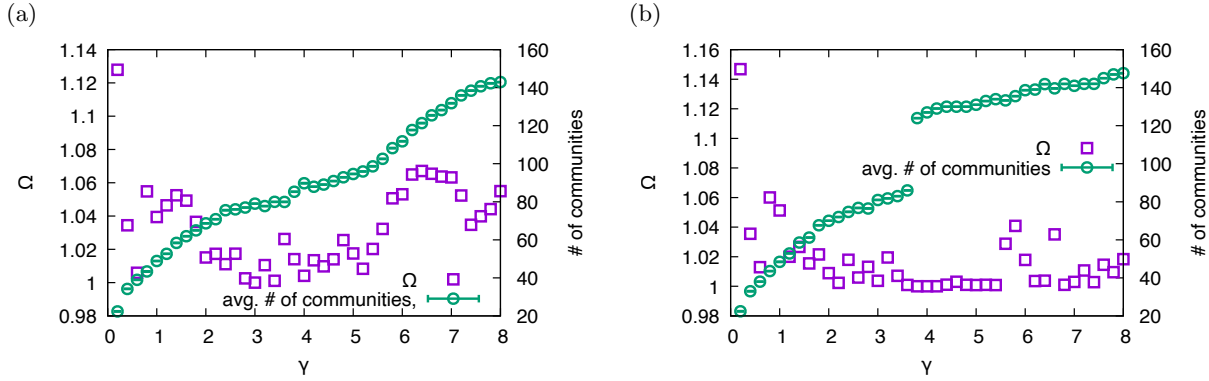 (a)
1.14
1.12
1.1
1.08
1.06
1.04
1.02
1
0.98
Ω
160
140
120
100
80
60
40
20
# of communities
Ω
avg. # of communities,
0 1 2 3 4 5 6 7 8
γ
(b)
1.16
1.14
1.12
1.1
1.08
1.06
1.04
1.02
1
0.98
Ω
160
140
120
100
80
60
40
20
# of communities
Ω
avg. # of communities
0 1 2 3 4 5 6 7 8
γ